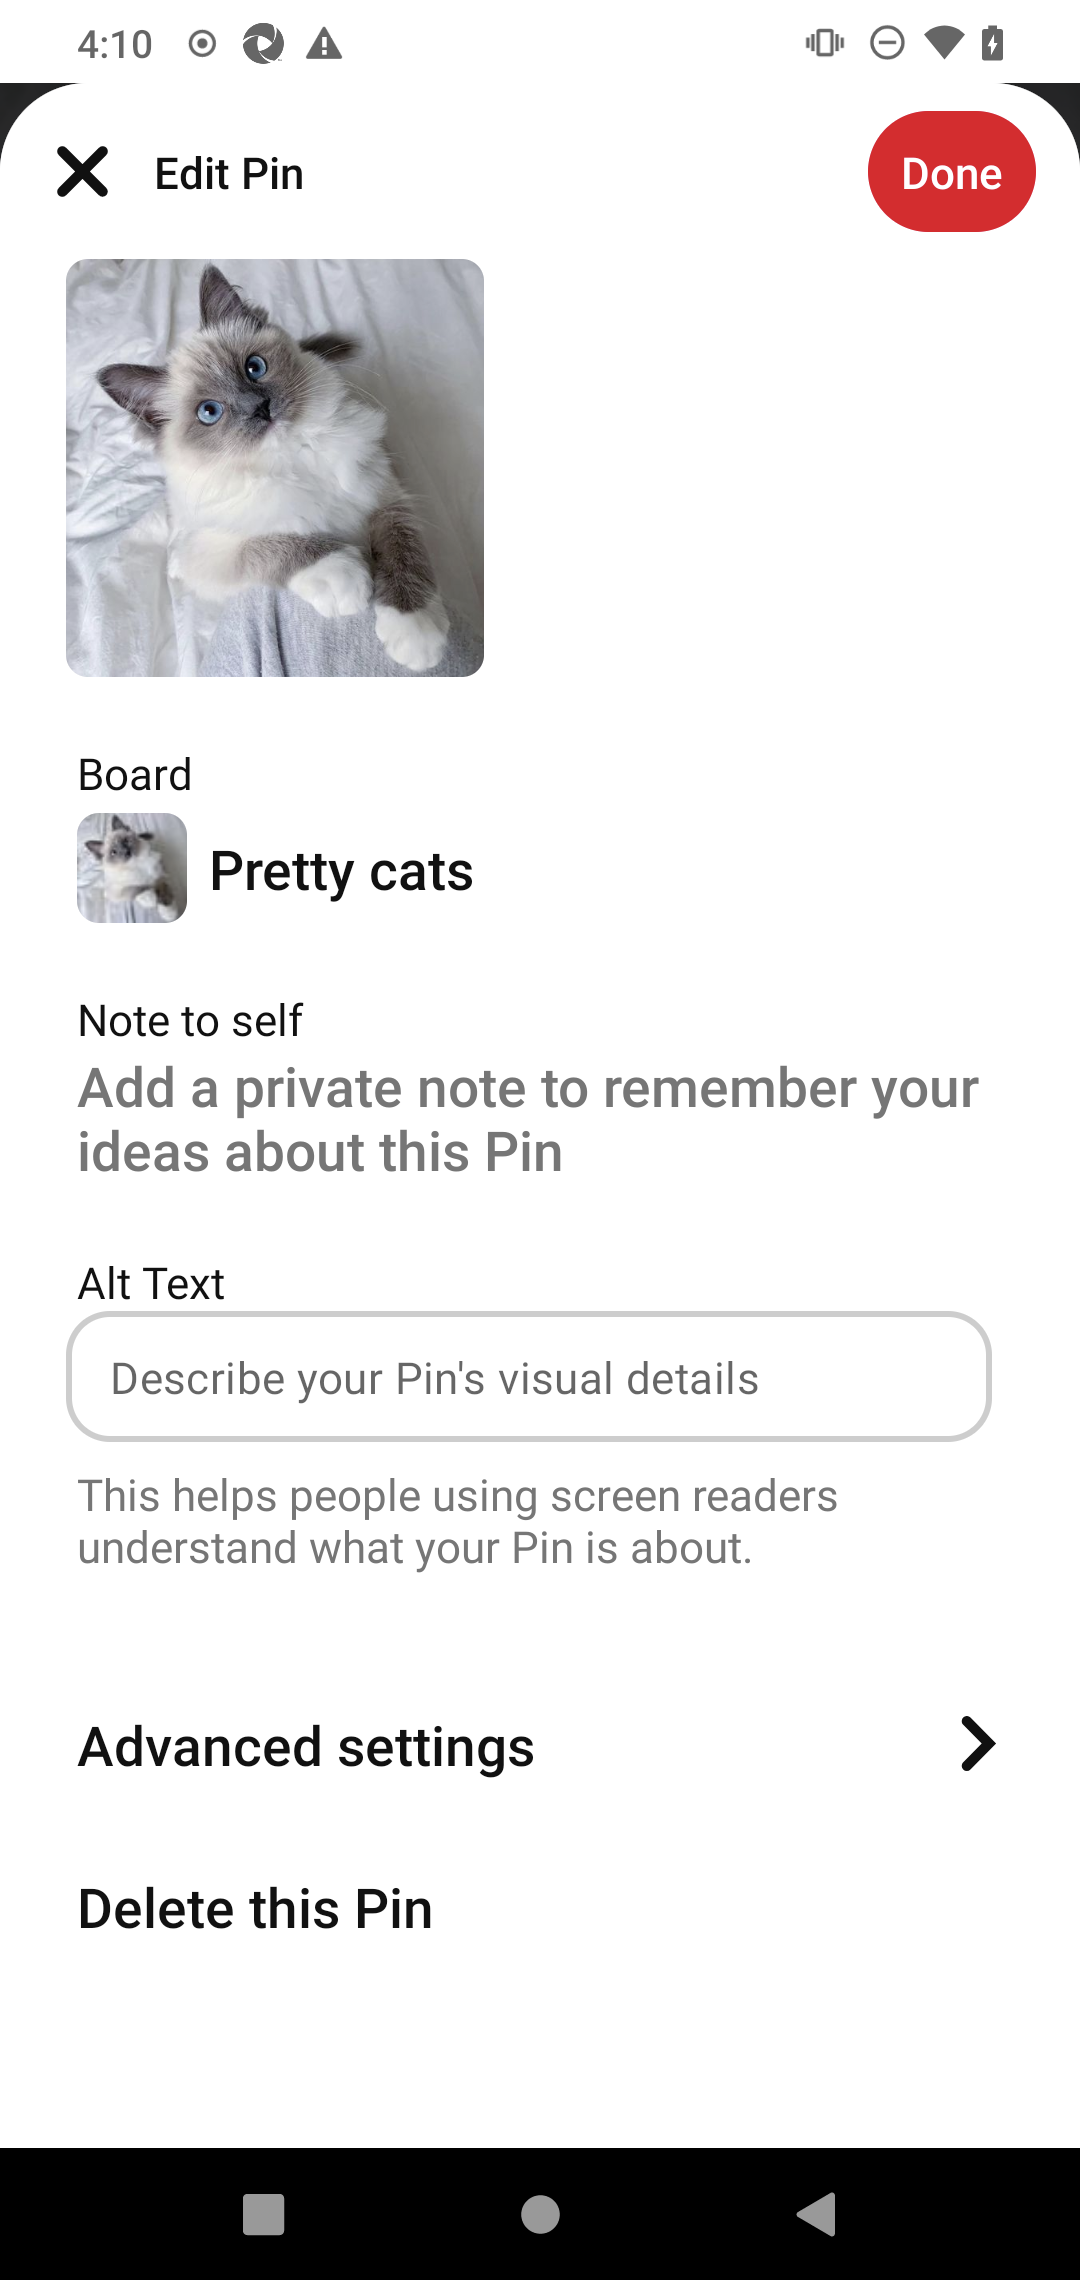 4:10
Edit Pin
Done
Board
Pretty cats
Note to self
Add a private note to remember your
ideas about this Pin
Alt Text
Describe your Pin's visual details
This helps people using screen readers
understand what your Pin is about.
Advanced settings
Delete this Pin